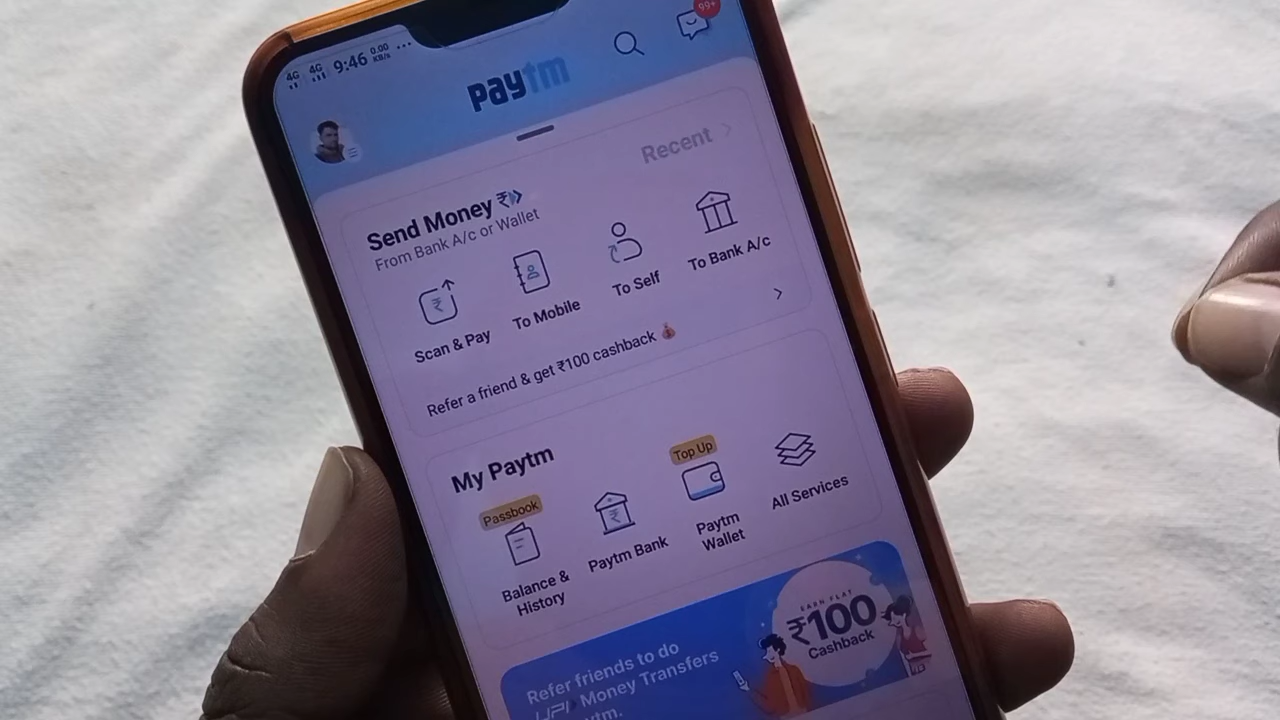 4G 4G 9:46 0.00 KB/s ...
99+
paytm
Recent
Send Money
From Bank A/c or Wallet
Scan & Pay
To Mobile
To Self
To Bank A/c
Refer a friend & get ₹100 cashback
My Paytm
Passbook
Balance &
History
Paytm Bank
Top Up
Paytm
Wallet
All Services
EARN FLAT
₹100
Cashback
Refer friends to do
UPI Money Transfers